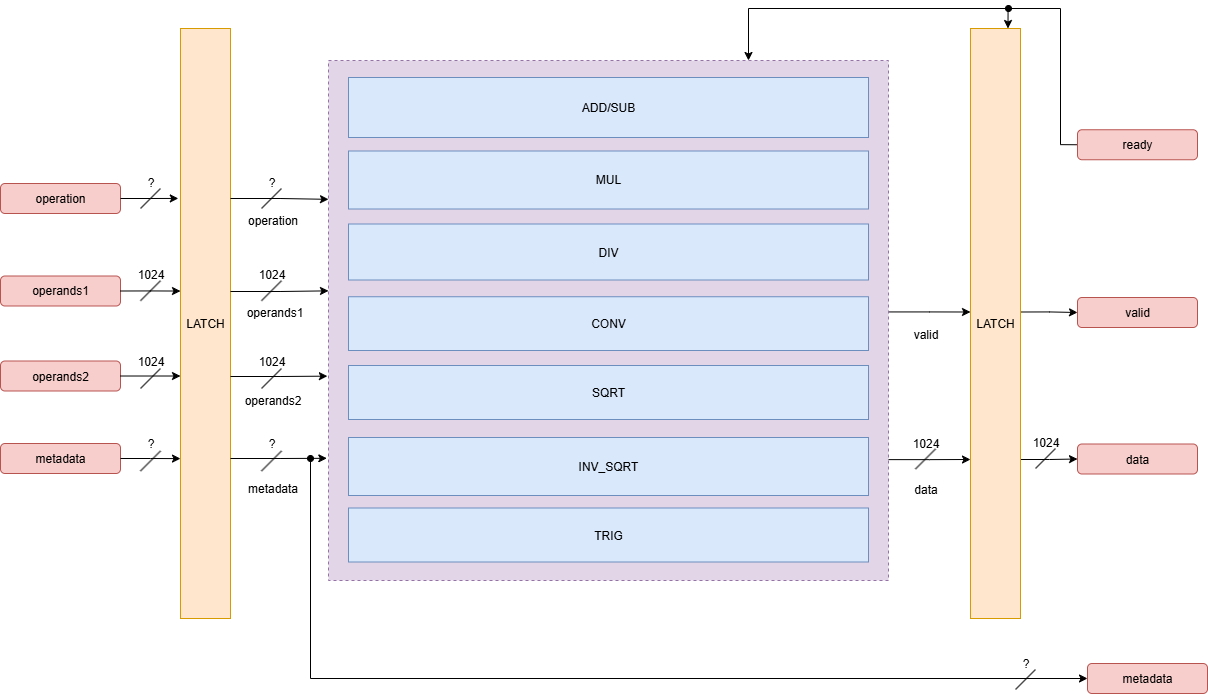 ADD/SUB
ready
MUL
?
?
operation
operation
DIV
1024
1024
operands1
operands1
valid
LATCH
CONV
LATCH
valid
1024
1024
operands2
operands2
SQRT
?
?
1024
1024
metadata
INV_SQRT
data
metadata
data
TRIG
?
metadata